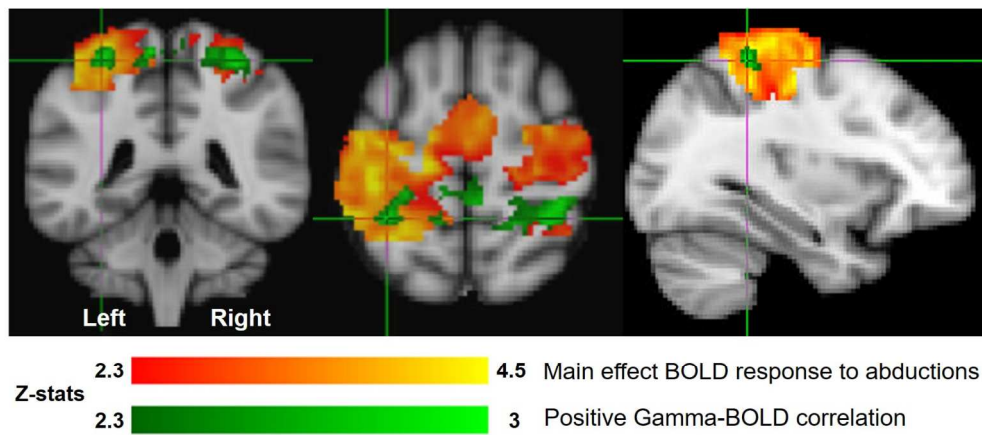 Left Right
2.3 4.5 Main effect BOLD response to abductions
Z-stats
2.3 3 Positive Gamma-BOLD correlation